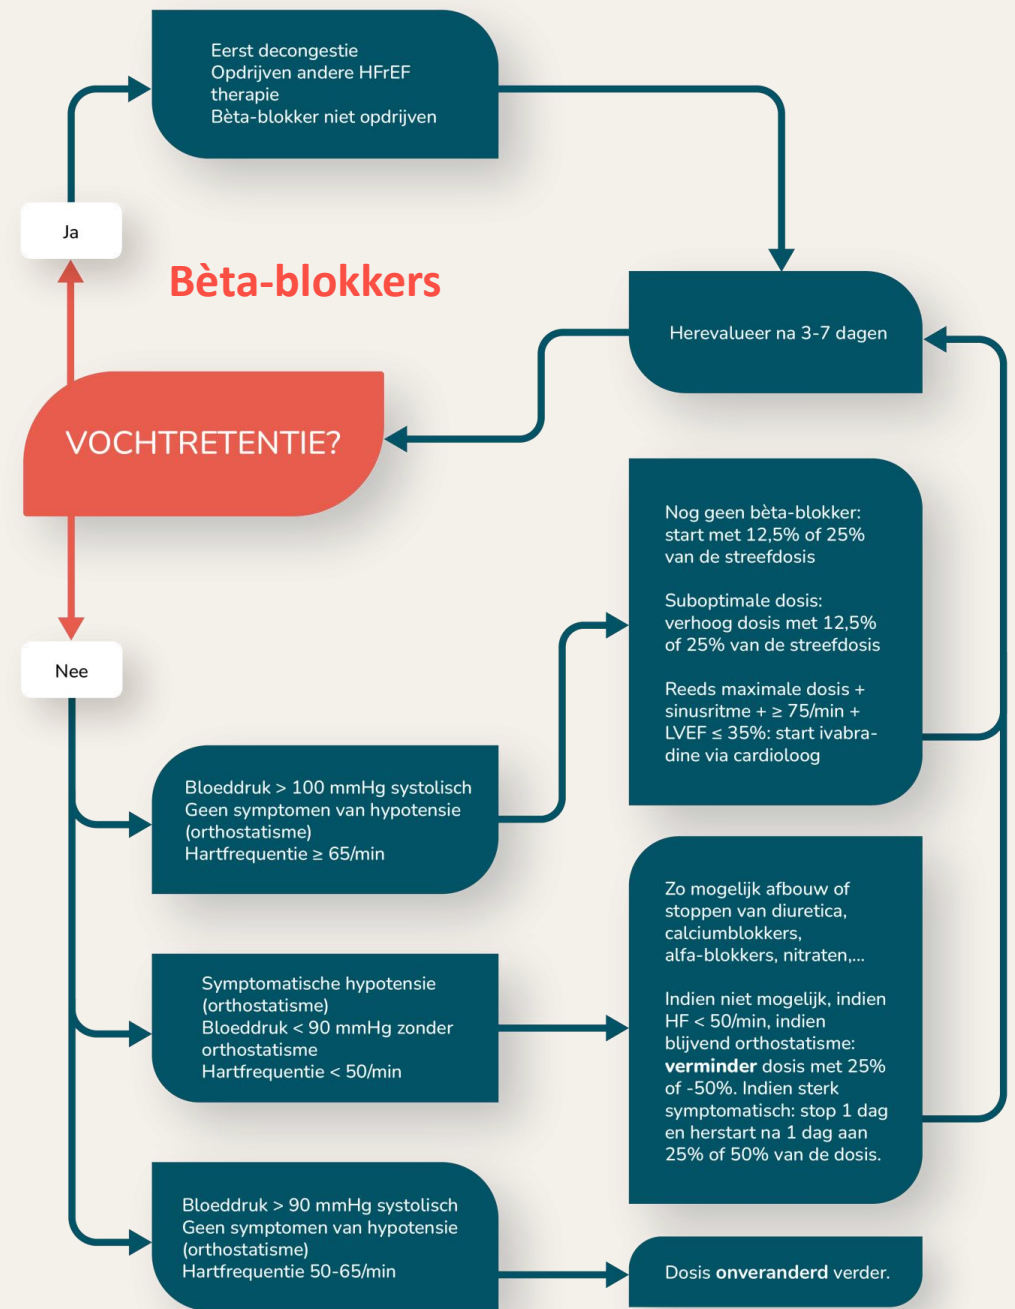 Eerst decongestie
Opdrijven andere HFrEF
therapie
Bèta-blokker niet opdrijven
Ja
Bèta-blokkers
Herevalueer na 3-7 dagen
VOCHTRETENTIE?
Nee
Nog geen bèta-blokker:
start met 12,5% of 25%
van de streefdosis
Suboptimale dosis:
verhoog dosis met 12,5%
of 25% van de streefdosis
Reeds maximale dosis +
sinusritme + ≥ 75/min +
LVEF ≤ 35%: start ivabra-
dine via cardioloog
Bloeddruk > 100 mmHg systolisch
Geen symptomen van hypotensie
(orthostatisme)
Hartfrequentie ≥ 65/min
Zo mogelijk afbouw of
stoppen van diuretica,
calciumblokkers,
alfa-blokkers, nitraten,...
Indien niet mogelijk, indien
HF < 50/min, indien
blijvend orthostatisme:
verminder dosis met 25%
of -50%. Indien sterk
symptomatisch: stop 1 dag
en herstart na 1 dag aan
25% of 50% van de dosis.
Symptomatische hypotensie
(orthostatisme)
Bloeddruk < 90 mmHg zonder
orthostatisme
Hartfrequentie < 50/min
Bloeddruk > 90 mmHg systolisch
Geen symptomen van hypotensie
(orthostatisme)
Hartfrequentie 50-65/min
Dosis onveranderd verder.